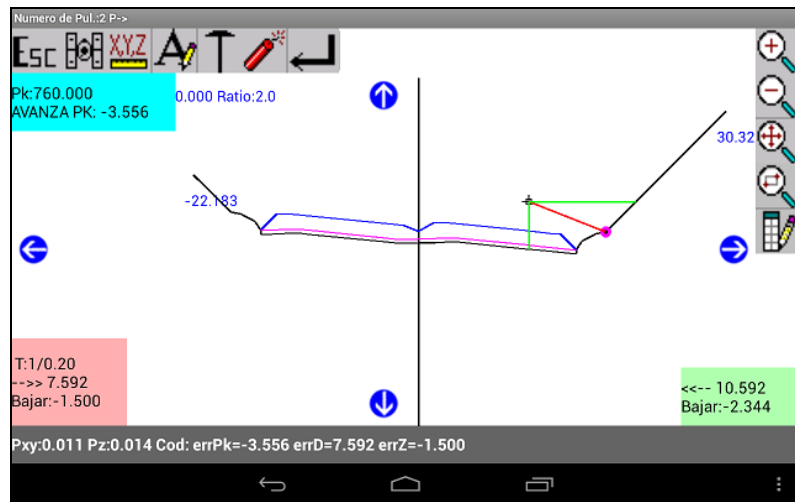 Numero de Pul.:2 P->
Esc
X,Y,Z
Pk:760.000
AVANZA PK: -3.556
0.000 Ratio:2.0
30.32
-22.183
T:1/0.20
-->> 7.592
Bajar:-1.500
<<-- 10.592
Bajar:-2.344
Pxy:0.011 Pz:0.014 Cod: errPk=-3.556 errD=7.592 errZ=-1.500